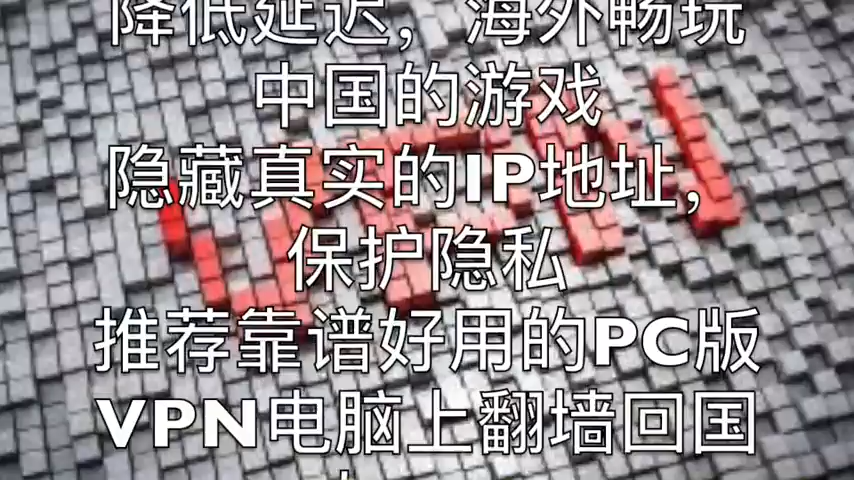 降低延迟，海外畅玩
中国的游戏
隐藏真实的IP地址，
保护隐私
推荐靠谱好用的PC版
VPN电脑上翻墙回国
VPN